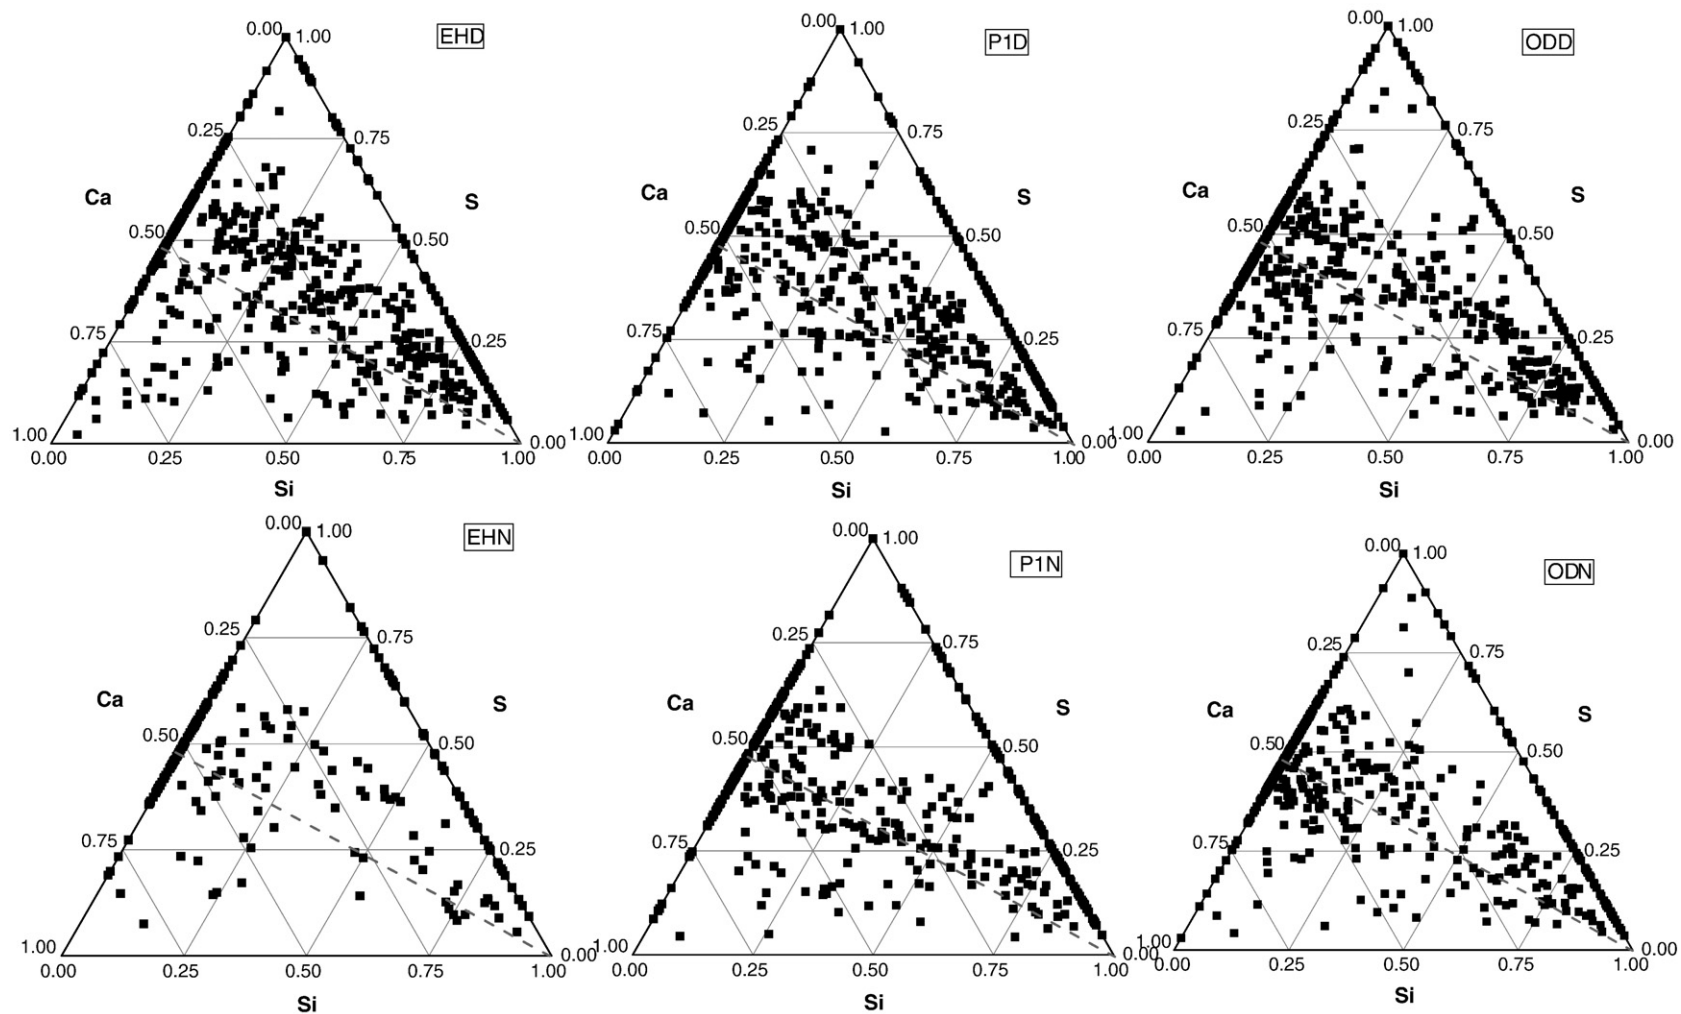 0.00 1.00 EHD
0.25 0.75
Ca S
0.50 0.50
0.75 0.25
1.00 0.00
0.00 0.25 0.50 0.75 1.00
Si
0.00 1.00 P1D
0.25 0.75
Ca S
0.50 0.50
0.75 0.25
1.00 0.00
0.00 0.25 0.50 0.75 1.00
Si
0.00 1.00 ODD
0.25 0.75
Ca S
0.50 0.50
0.75 0.25
1.00 0.00
0.25 0.50 0.75 1.00
Si
0.00 1.00 EHN
0.25 0.75
Ca S
0.50 0.50
0.75 0.25
1.00 0.00
0.00 0.25 0.50 0.75 1.00
Si
0.00 1.00 P1N
0.25 0.75
Ca S
0.50 0.50
0.75 0.25
1.00 0.00
0.00 0.25 0.50 0.75 1.00
Si
0.00 1.00 ODN
0.25 0.75
Ca S
0.50 0.50
0.75 0.25
1.00 0.00
0.00 0.25 0.50 0.75 1.00
Si